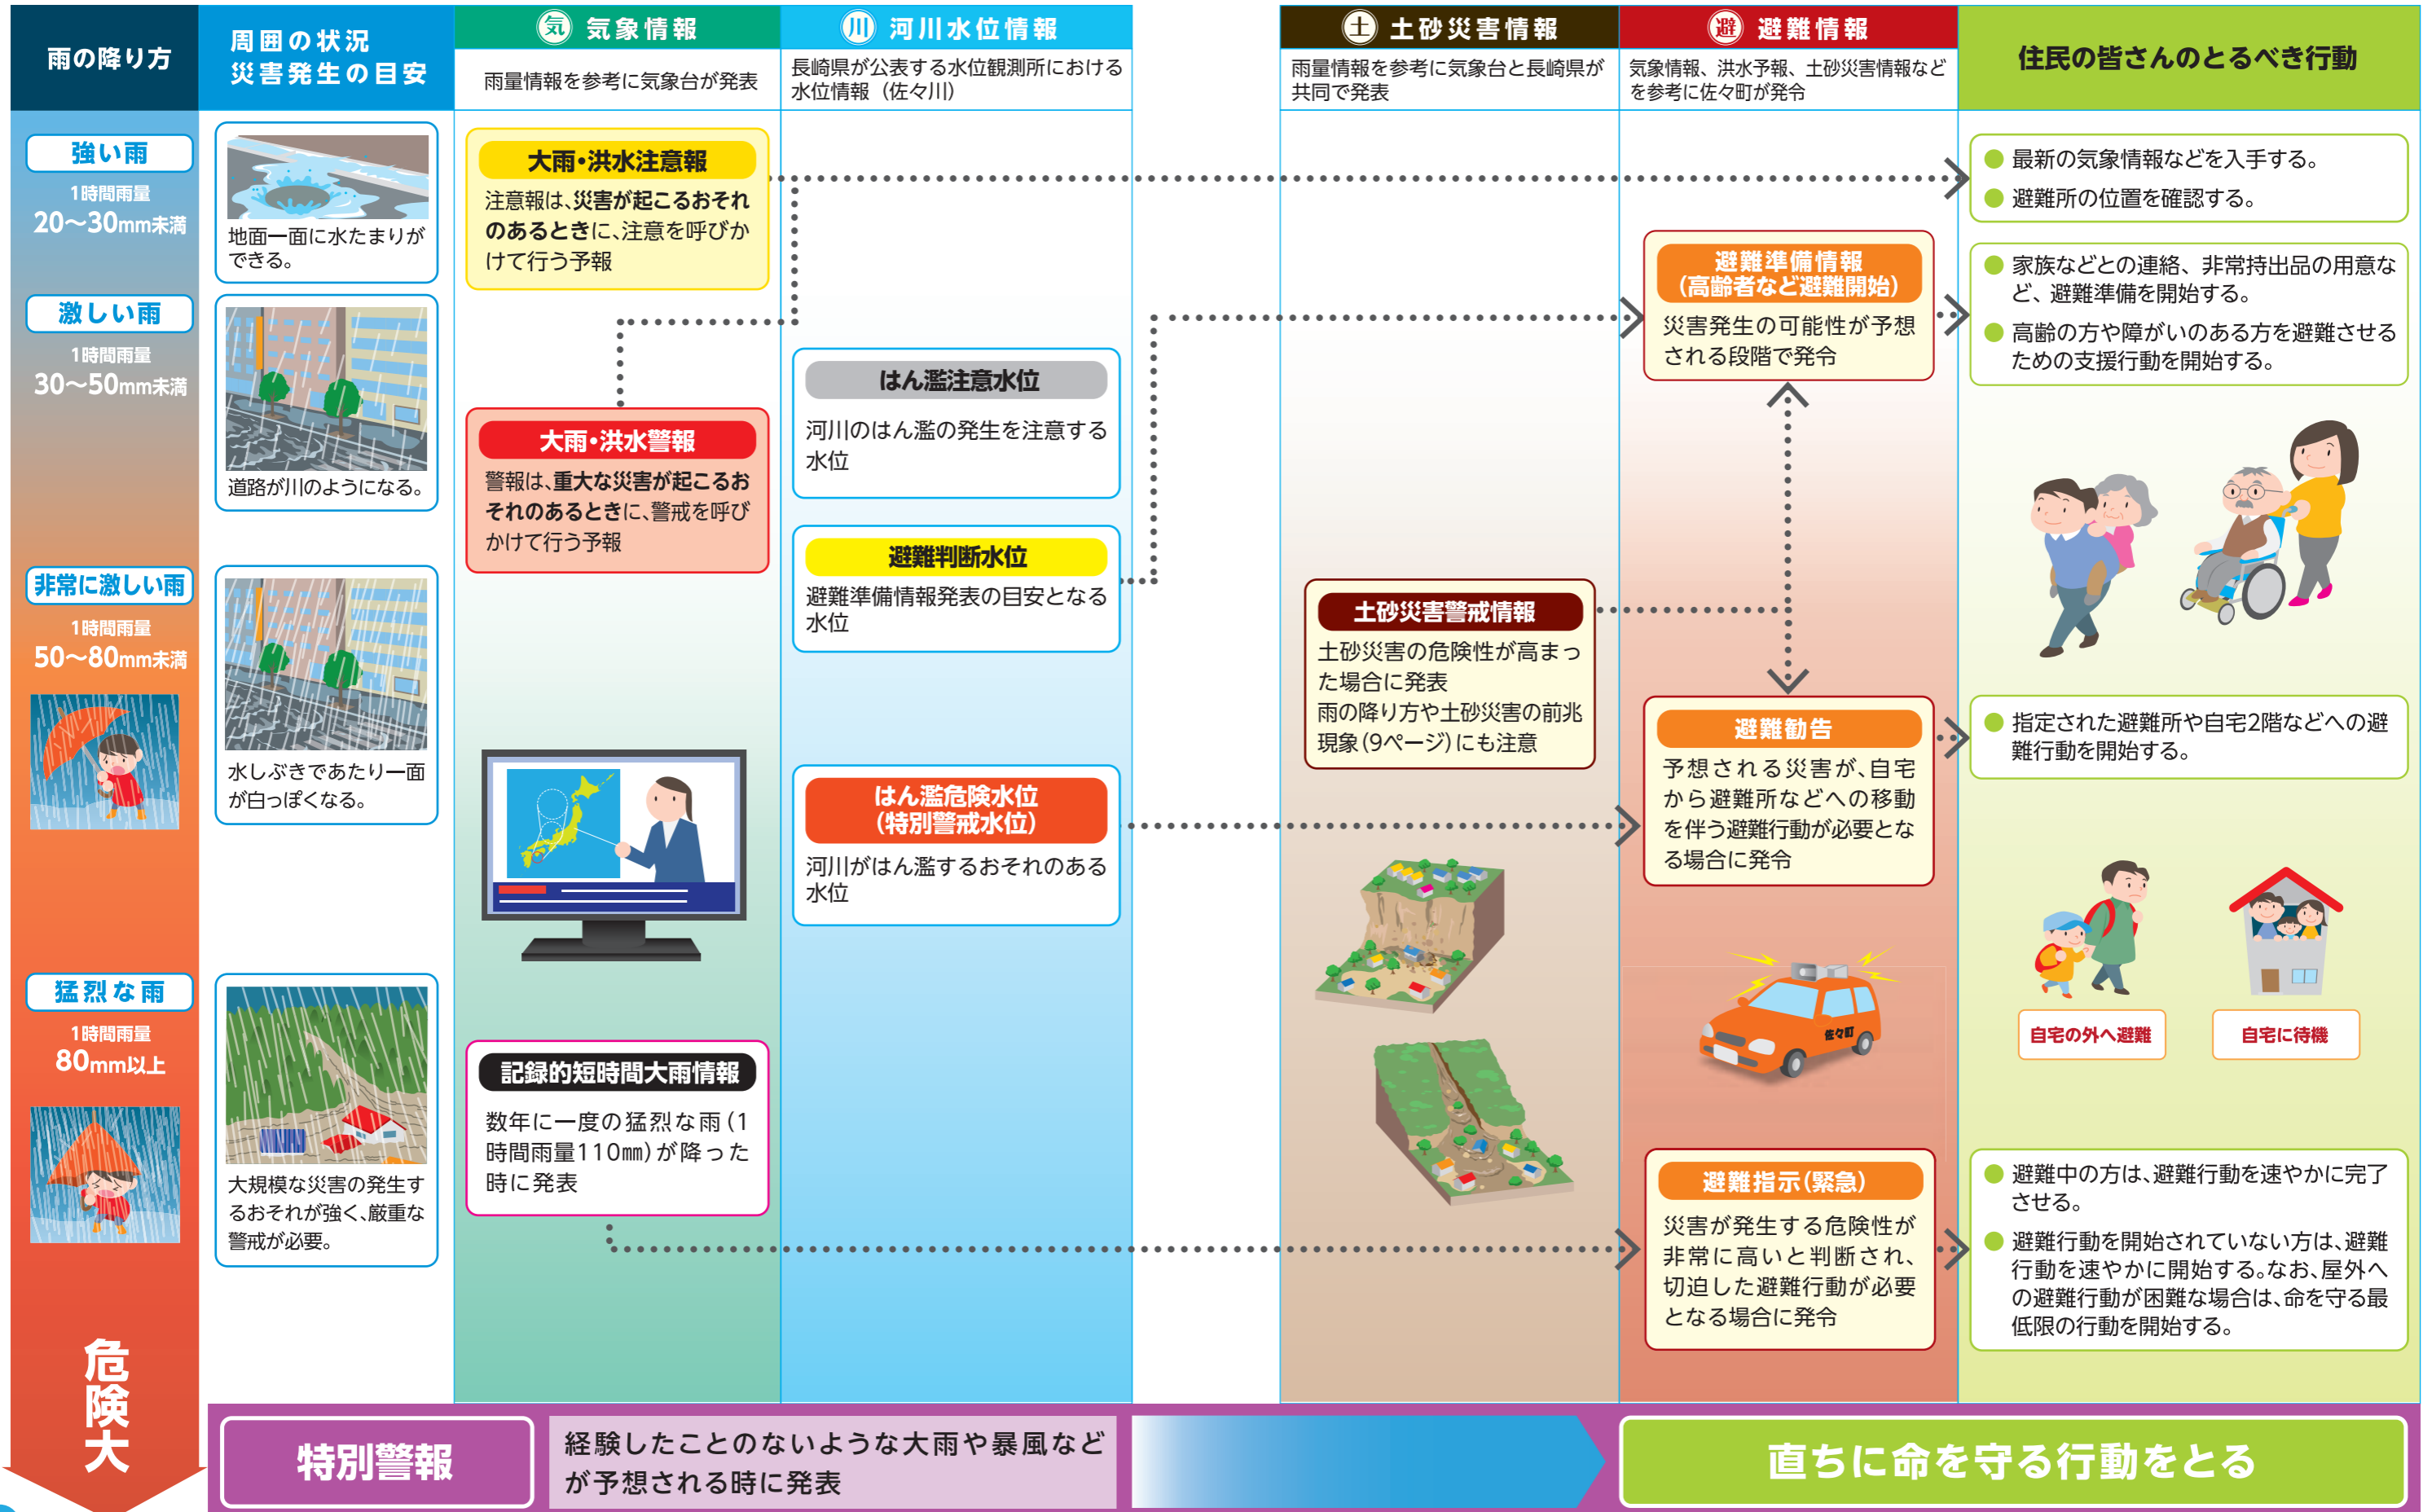 雨の降り方
周囲の状況
災害発生の目安
気 気象情報
雨量情報を参考に気象台が発表
川 河川水位情報
長崎県が公表する水位観測所における
水位情報（佐々川）
土 土砂災害情報
雨量情報を参考に気象台と長崎県が
共同で発表
避 避難情報
気象情報、洪水予報、土砂災害情報など
を参考に佐々町が発令
住民の皆さんのとるべき行動
強い雨
1時間雨量
20～30mm未満
激しい雨
1時間雨量
30～50mm未満
非常に激しい雨
1時間雨量
50～80mm未満
猛烈な雨
1時間雨量
80mm以上
危険大
地面一面に水たまりが
できる。
道路が川のようになる。
水しぶきであたり一面
が白っぽくなる。
大規模な災害の発生す
るおそれが強く、厳重な
警戒が必要。
大雨・洪水注意報
注意報は、災害が起こるおそれ
のあるときに、注意を呼びか
けて行う予報
大雨・洪水警報
警報は、重大な災害が起こるお
それのあるときに、警戒を呼び
かけて行う予報
記録的短時間大雨情報
数年に一度の猛烈な雨（1
時間雨量110㎜）が降った
時に発表
はん濫注意水位
河川のはん濫の発生を注意する
水位
避難判断水位
避難準備情報発表の目安となる
水位
はん濫危険水位
（特別警戒水位）
河川がはん濫するおそれのある
水位
土砂災害警戒情報
土砂災害の危険性が高まっ
た場合に発表
雨の降り方や土砂災害の前兆
現象（9ページ）にも注意
避難準備情報
（高齢者など避難開始）
災害発生の可能性が予想
される段階で発令
避難勧告
予想される災害が、自宅
から避難所などへの移動
を伴う避難行動が必要とな
る場合に発令
佐々町
避難指示（緊急）
災害が発生する危険性が
非常に高いと判断され、
切迫した避難行動が必要
となる場合に発令
● 最新の気象情報などを入手する。
● 避難所の位置を確認する。
● 家族などとの連絡、非常持出品の用意な
ど、避難準備を開始する。
● 高齢の方や障がいのある方を避難させる
ための支援行動を開始する。
● 指定された避難所や自宅2階などへの避
難行動を開始する。
自宅の外へ避難
自宅に待機
● 避難中の方は、避難行動を速やかに完了
させる。
● 避難行動を開始されていない方は、避難
行動を速やかに開始する。なお、屋外へ
の避難行動が困難な場合は、命を守る最
低限の行動を開始する。
特別警報
経験したことのないような大雨や暴風など
が予想される時に発表
直ちに命を守る行動をとる